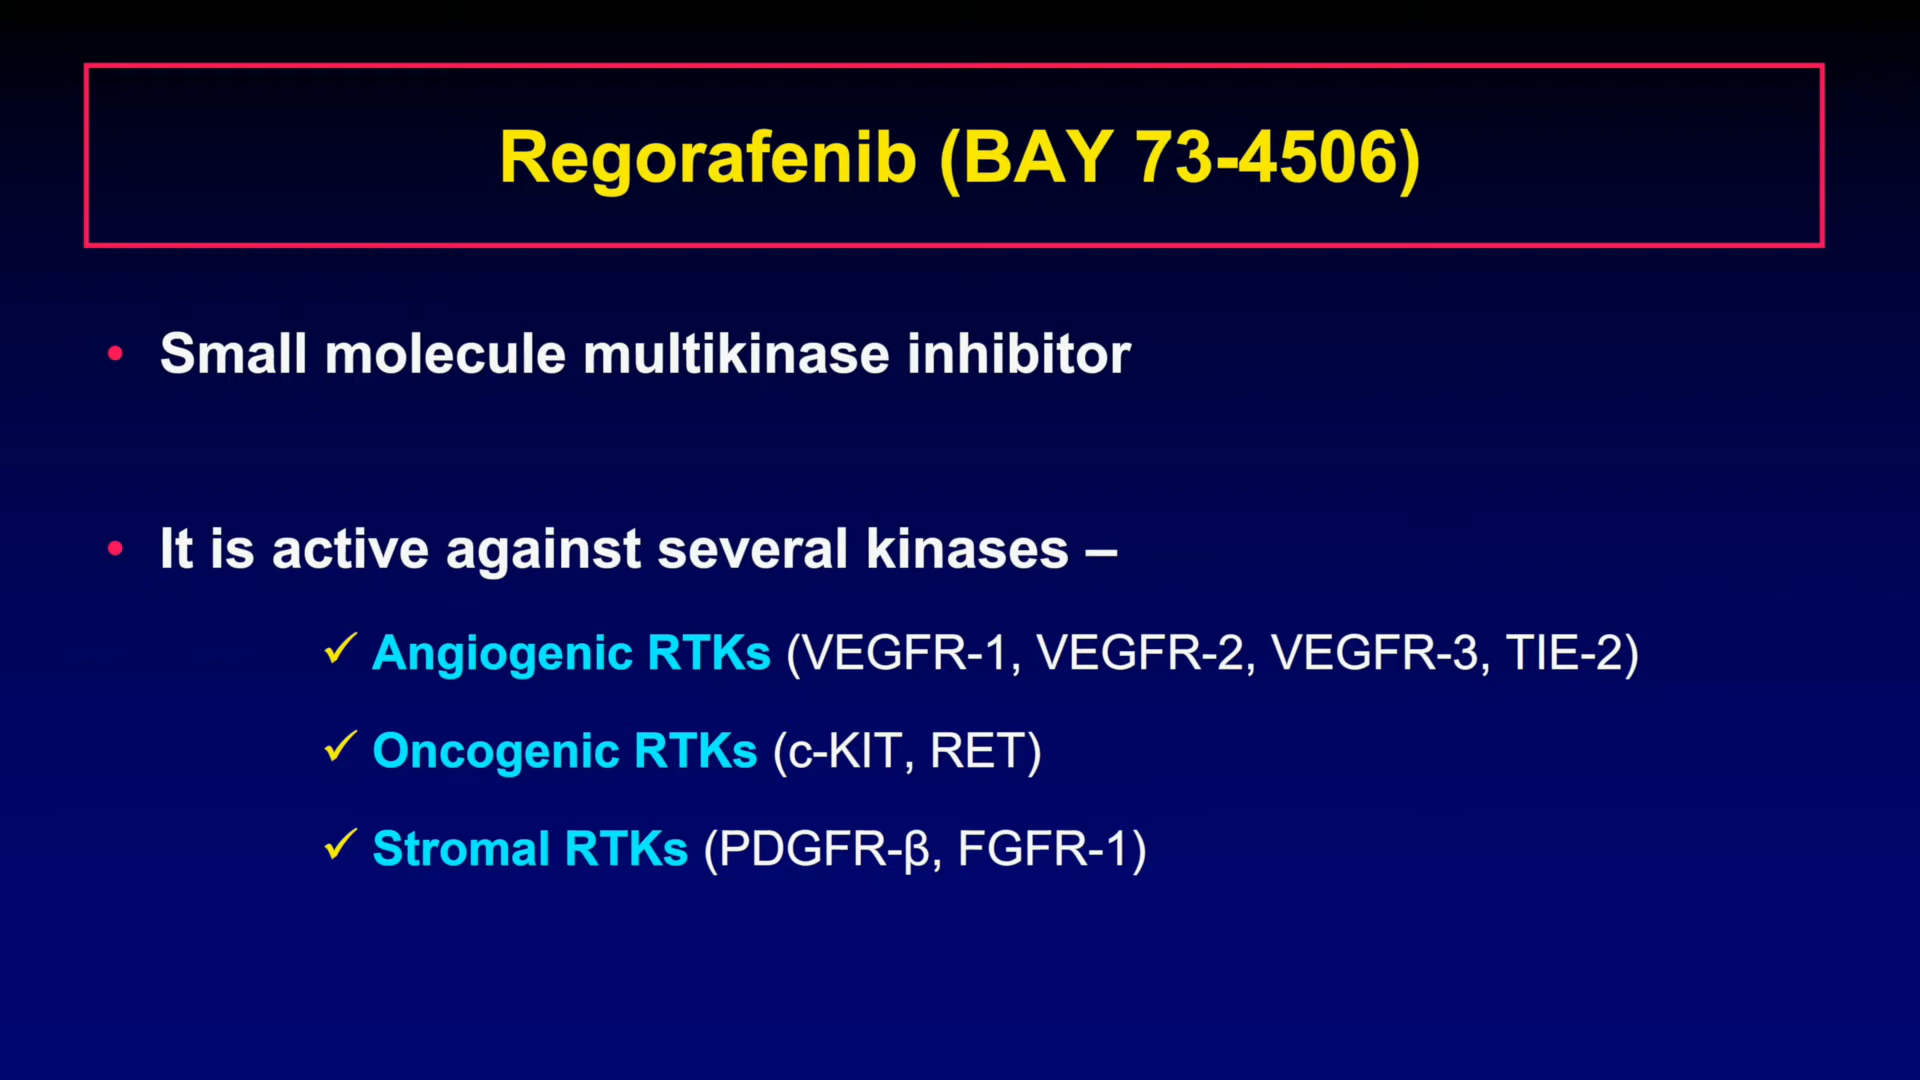 Regorafenib (BAY 73-4506)
• Small molecule multikinase inhibitor
• It is active against several kinases –
✓ Angiogenic RTKs (VEGFR-1, VEGFR-2, VEGFR-3, TIE-2)
✓ Oncogenic RTKs (c-KIT, RET)
✓ Stromal RTKs (PDGFR-β, FGFR-1)